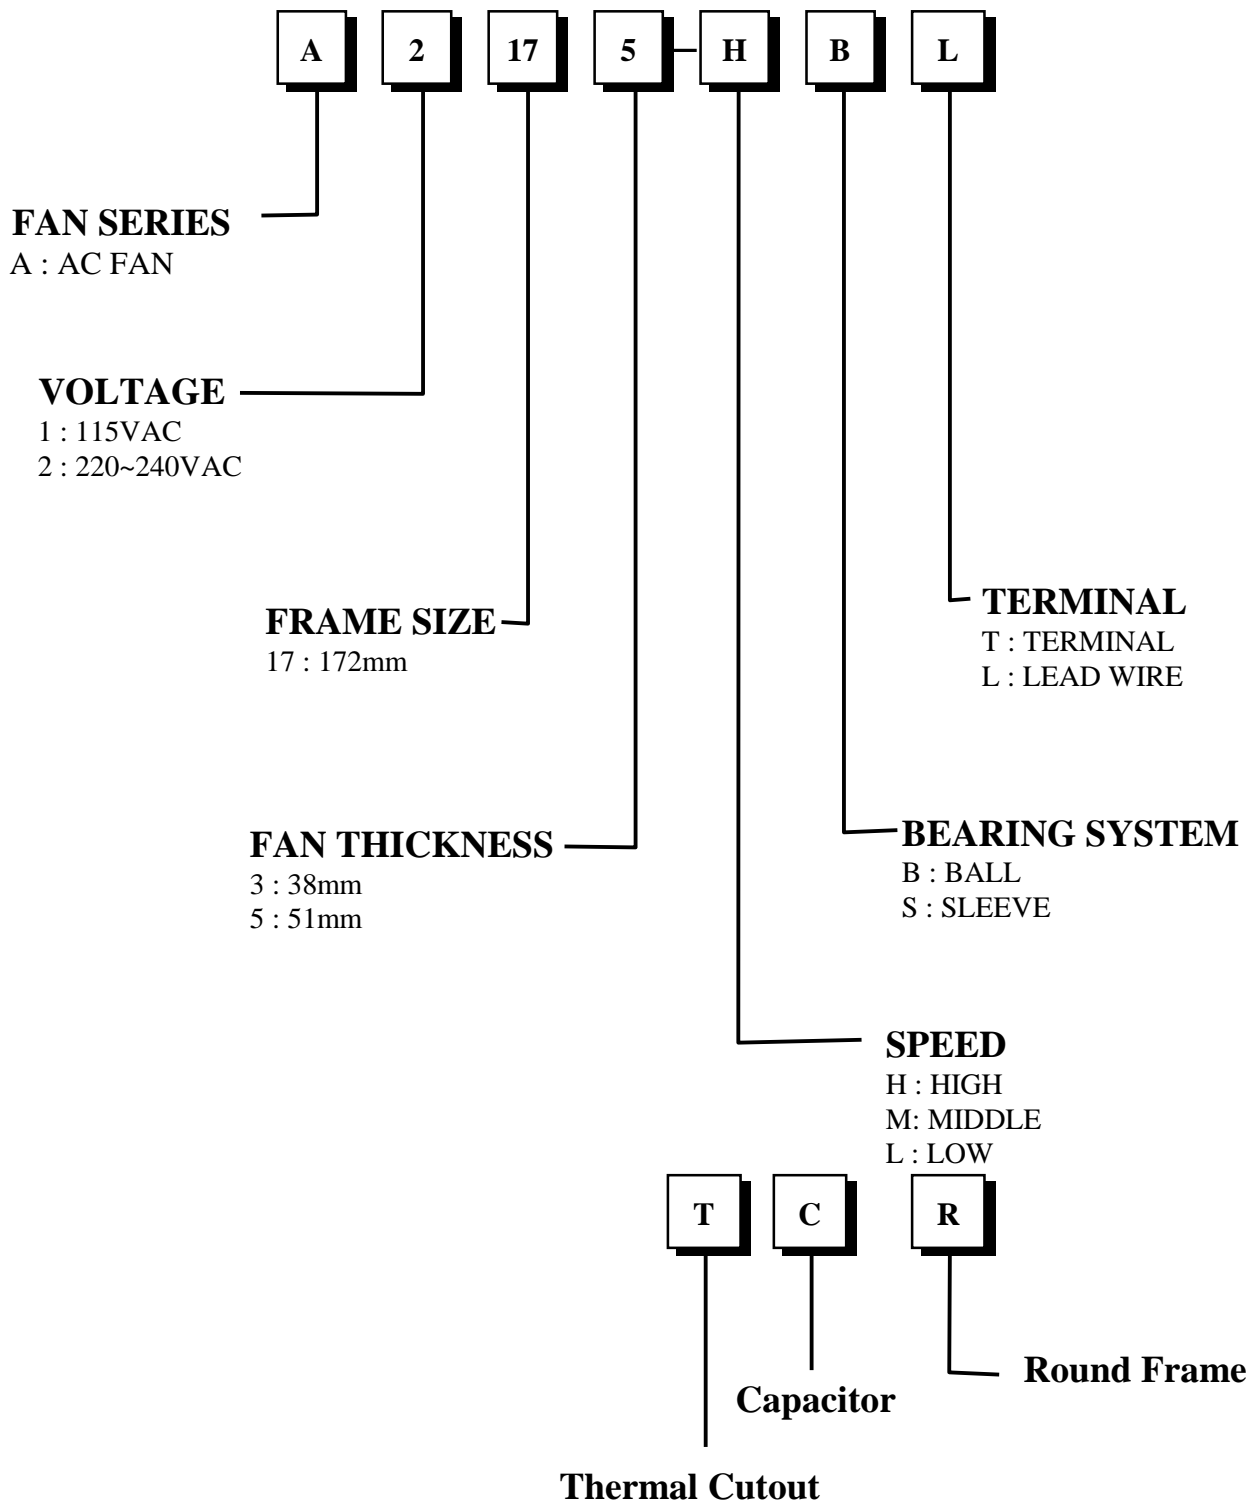 A 2 17 5 - H B L
FAN SERIES
A : AC FAN
VOLTAGE
1 : 115VAC
2 : 220~240VAC
FRAME SIZE
17 : 172mm
TERMINAL
T : TERMINAL
L : LEAD WIRE
FAN THICKNESS
3 : 38mm
5 : 51mm
BEARING SYSTEM
B : BALL
S : SLEEVE
SPEED
H : HIGH
M: MIDDLE
L : LOW
T C R
Round Frame
Capacitor
Thermal Cutout